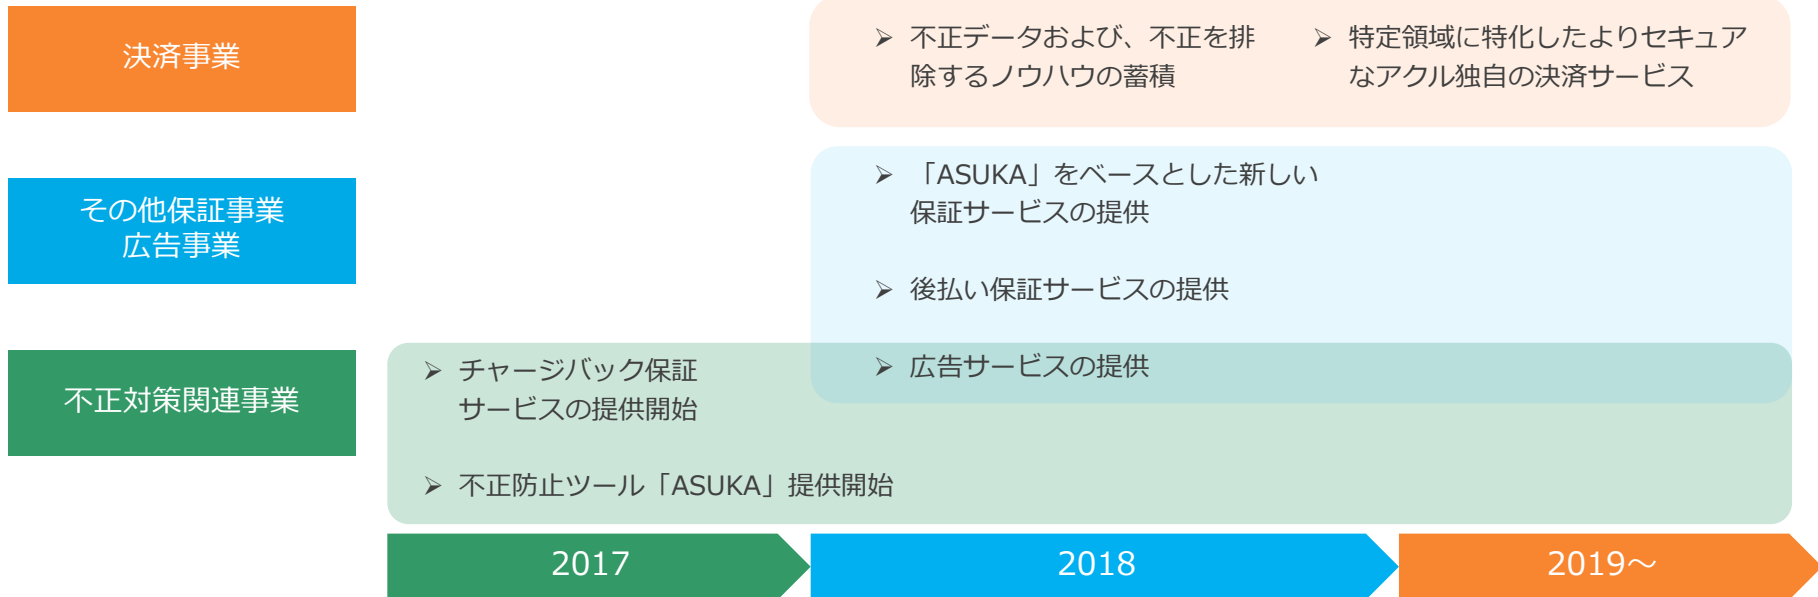 決済事業
➢ 不正データおよび、不正を排
除するノウハウの蓄積
➢ 特定領域に特化したよりセキュア
なアクル独自の決済サービス
その他保証事業
広告事業
➢ 「ASUKA」をベースとした新しい
保証サービスの提供
➢ 後払い保証サービスの提供
➢ 広告サービスの提供
不正対策関連事業
➢ チャージバック保証
サービスの提供開始
➢ 不正防止ツール「ASUKA」提供開始
2017
2018
2019～